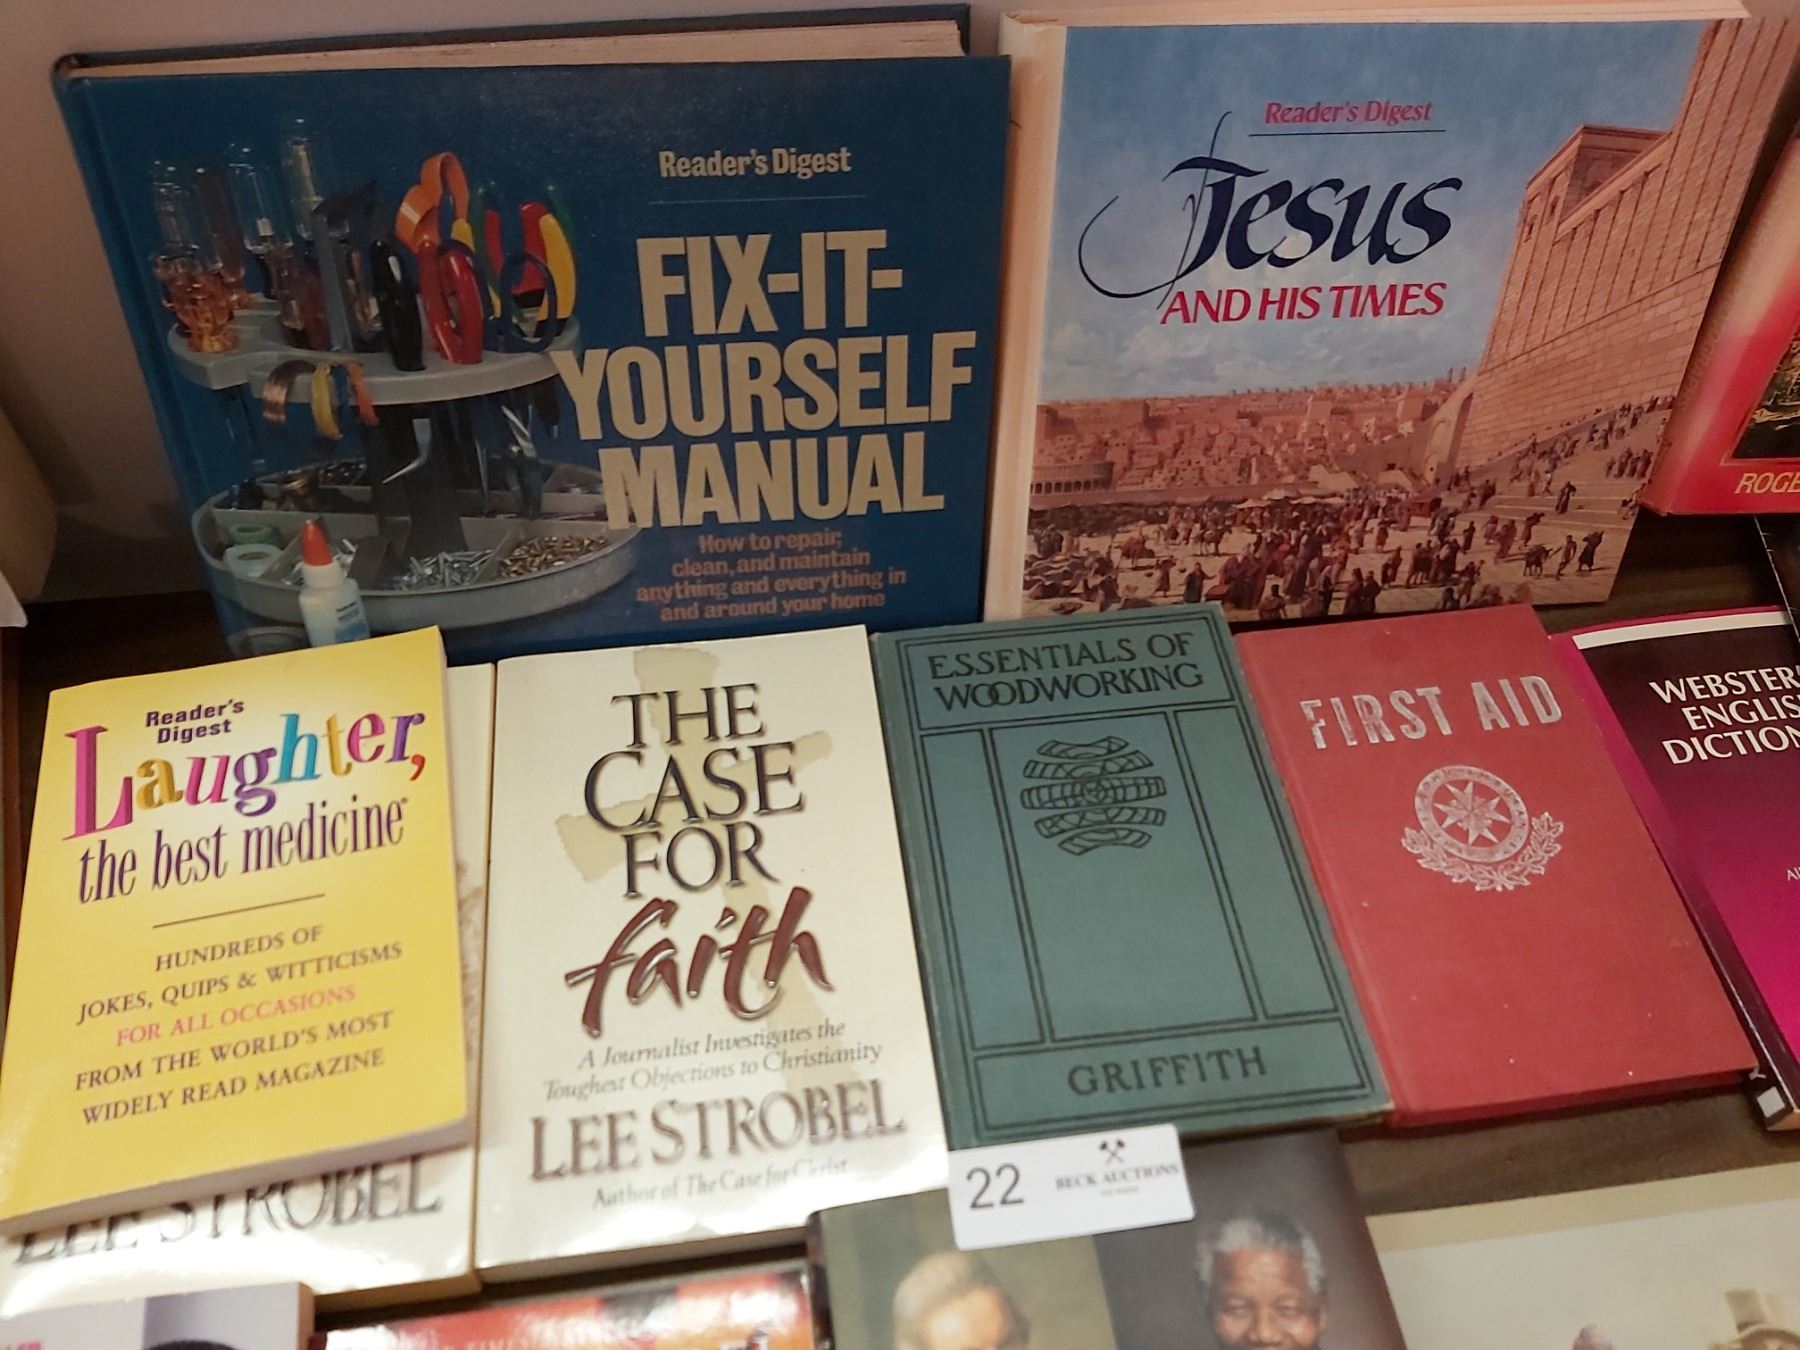 Reader's Digest
FIX-IT-
YOURSELF
MANUAL
How to repair,
clean, and maintain
anything and everything in
and around your home
Reader's Digest
Jesus
AND HIS TIMES
ROGE
Reader's
Digest
Laughter,
the best medicine
HUNDREDS OF
JOKES, QUIPS & WITTICISMS
FOR ALL OCCASIONS
FROM THE WORLD'S MOST
WIDELY READ MAGAZINE
LEE STROBEL
THE
CASE
FOR
faith
A Journalist Investigates the
Toughest Objections to Christianity
LEE STROBEL
Author of The Case for Christ
ESSENTIALS OF
WOODWORKING
GRIFFITH
FIRST AID
WEBSTER
ENGLIS
DICTION
22
BECK AUCTIONS